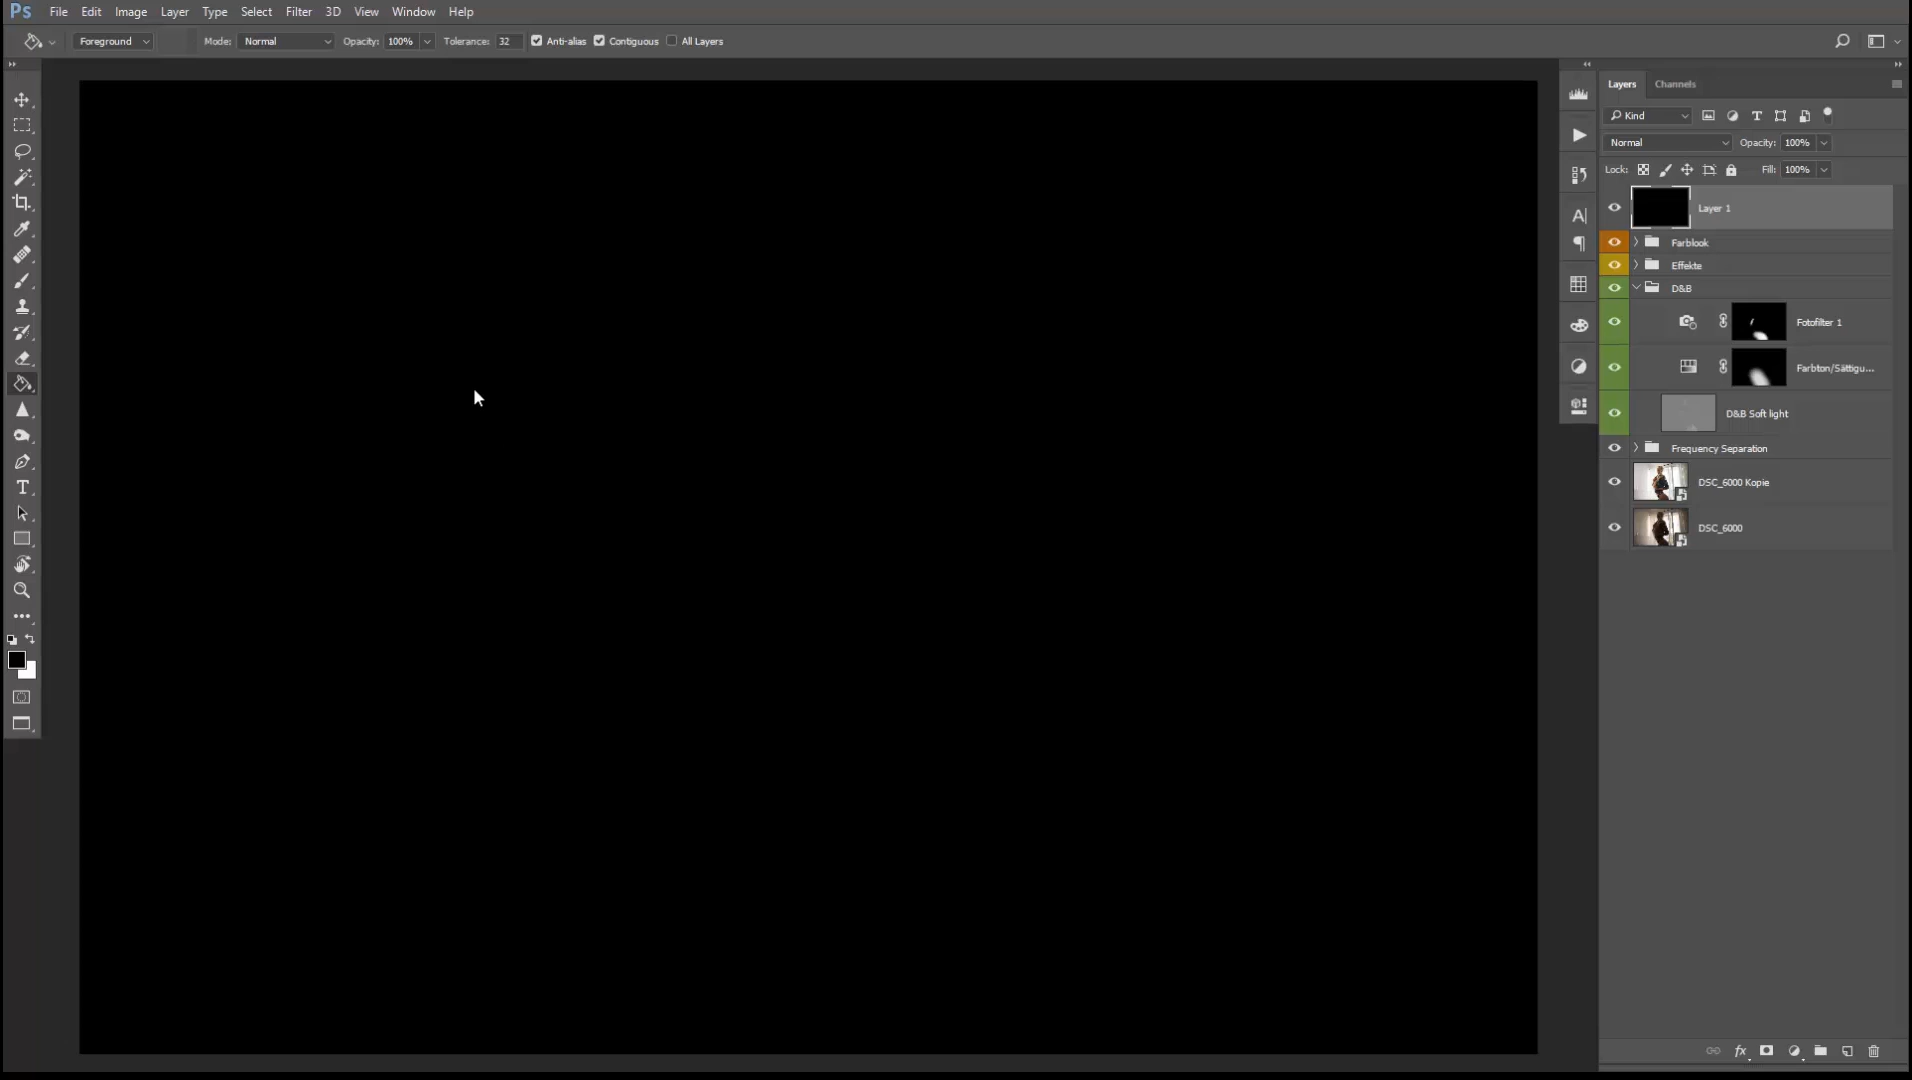 Ps File Edit Image Layer Type Select Filter 3D View Window Help
Foreground Mode: Normal Opacity: 100% Tolerance: 32 Anti-alias Contiguous All Layers
Layers Channels
Kind
Normal Opacity: 100%
Lock: Fill: 100%
Layer 1
Farblook
Effekte
D&B
Fotofilter 1
Farbton/Sättigu...
D&B Soft light
Frequency Separation
DSC_6000 Kopie
DSC_6000